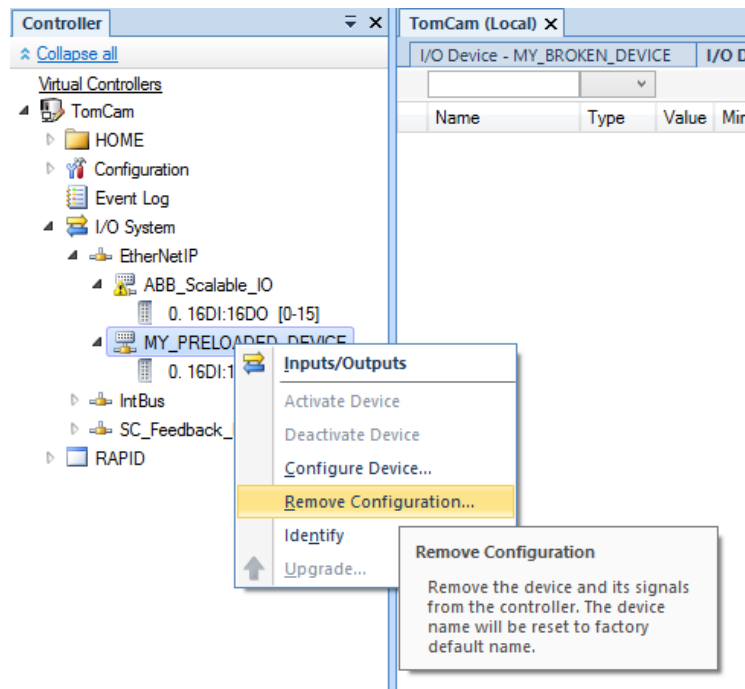 Controller
TomCam (Local)
Collapse all
I/O Device - MY_BROKEN_DEVICE
I/O D
Virtual Controllers
TomCam
Name Type Value Min
HOME
Configuration
Event Log
I/O System
EtherNetIP
ABB_Scalable_IO
0. 16DI:16DO [0-15]
MY_PRELOADED_DEVICE
0. 16DI:1
IntBus
SC_Feedback_
RAPID
Inputs/Outputs
Activate Device
Deactivate Device
Configure Device...
Remove Configuration...
Identify
Upgrade...
Remove Configuration
Remove the device and its signals
from the controller. The device
name will be reset to factory
default name.